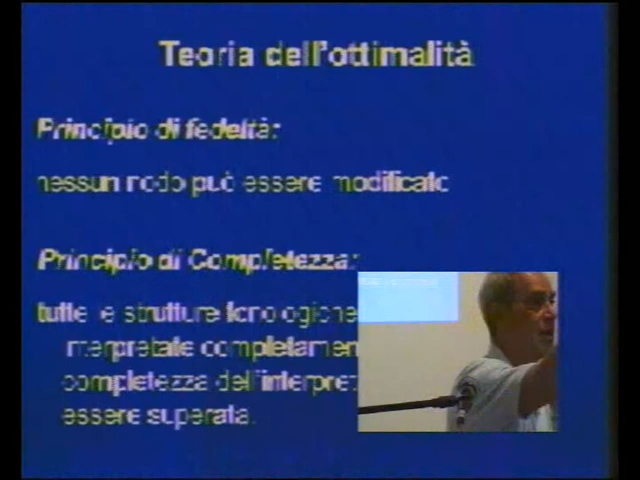 Teoria dell'ottimalità
Principio di fedeltà:
nessun nodo può essere modificato
Principio di Completezza:
tutte le strutture fonologiche
interpretate
completezza
essere superata.